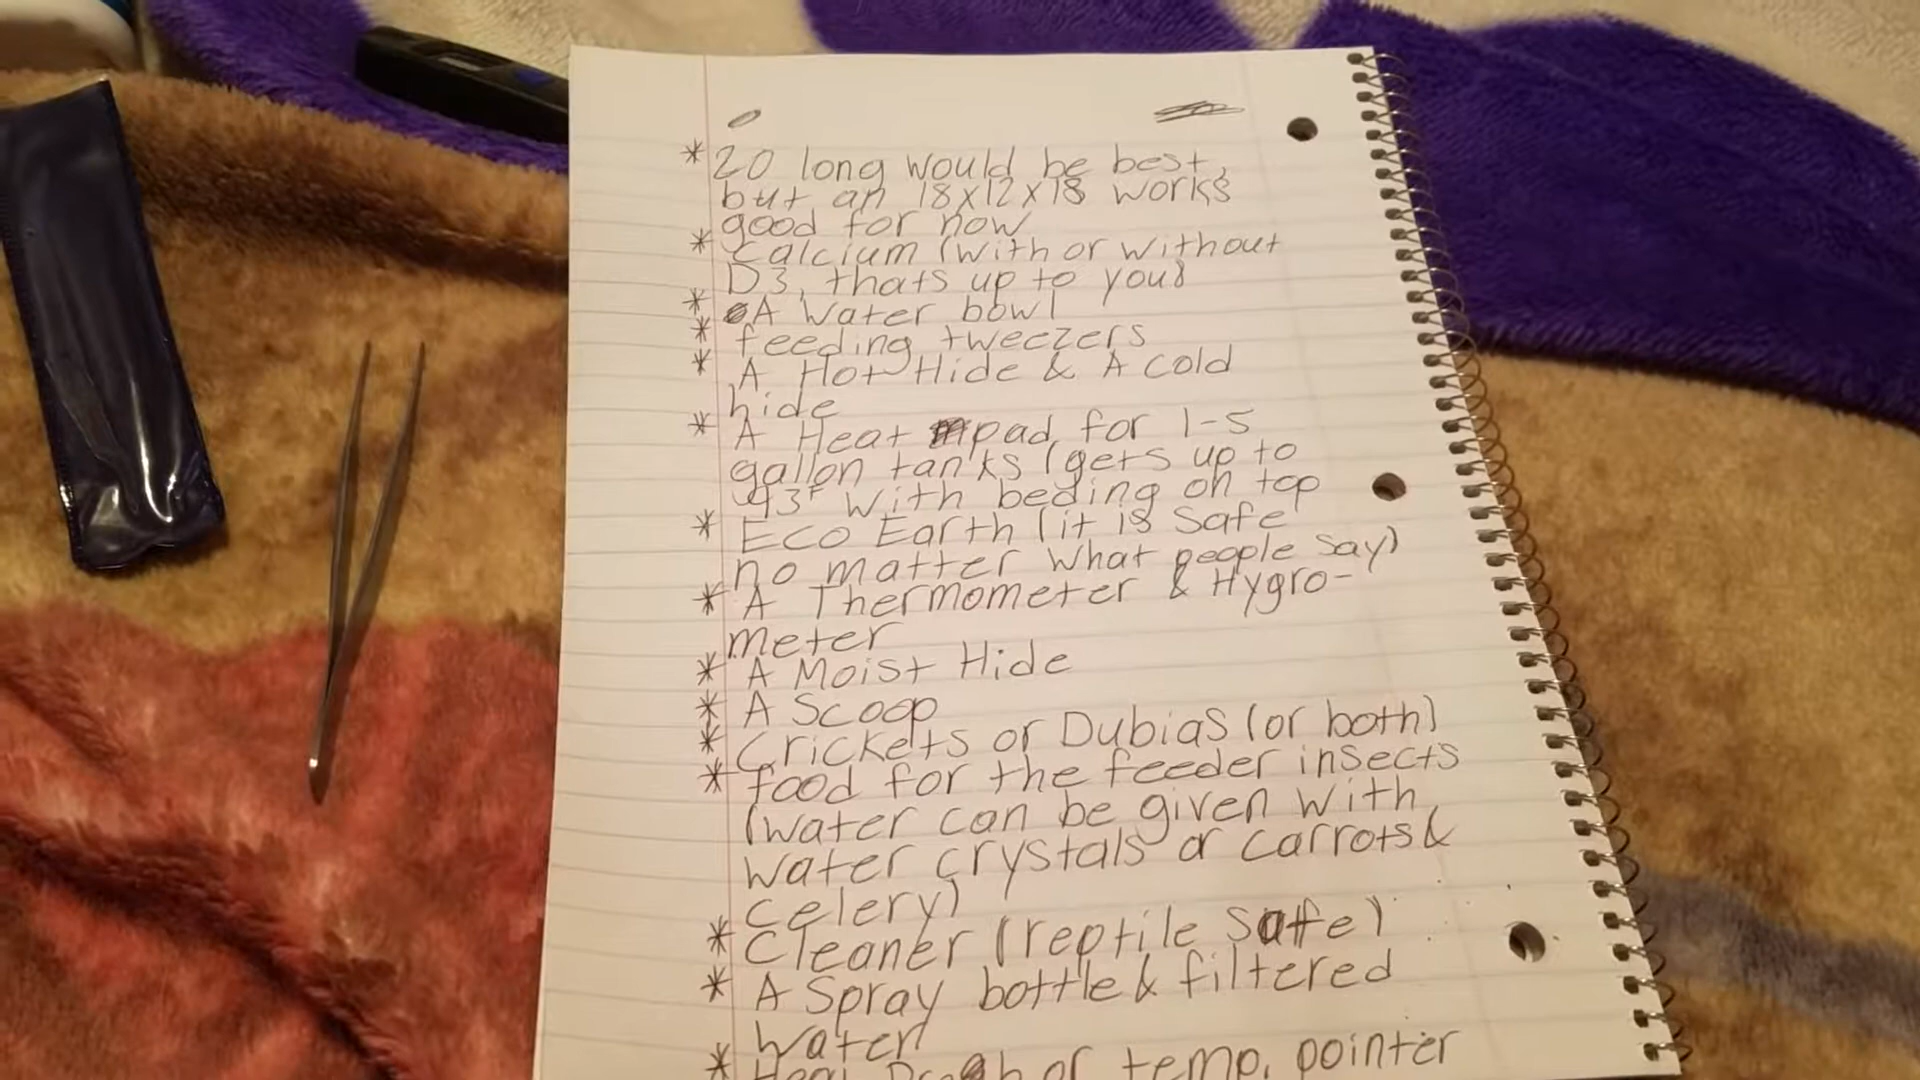 * 20 long would be best,
but an 18x12x18 works
good for now
* Calcium (with or without
D3, thats up to you)
* A Water bowl
* feeding tweezers
* A Hot Hide & A cold
hide
* A Heat pad, for 1-5
gallon tanks (gets up to
93F with beding on top
* Eco Earth (it is safe
no matter what people say)
* A Thermometer & Hygro-
meter
* A Moist Hide
* A Scoop
* Crickets or Dubias (or both)
* food for the feeder insects
(water can be given with
water crystals or carrots &
celery)
* Cleaner (reptile safe)
* A Spray bottle & filtered
water
* or temp. pointer